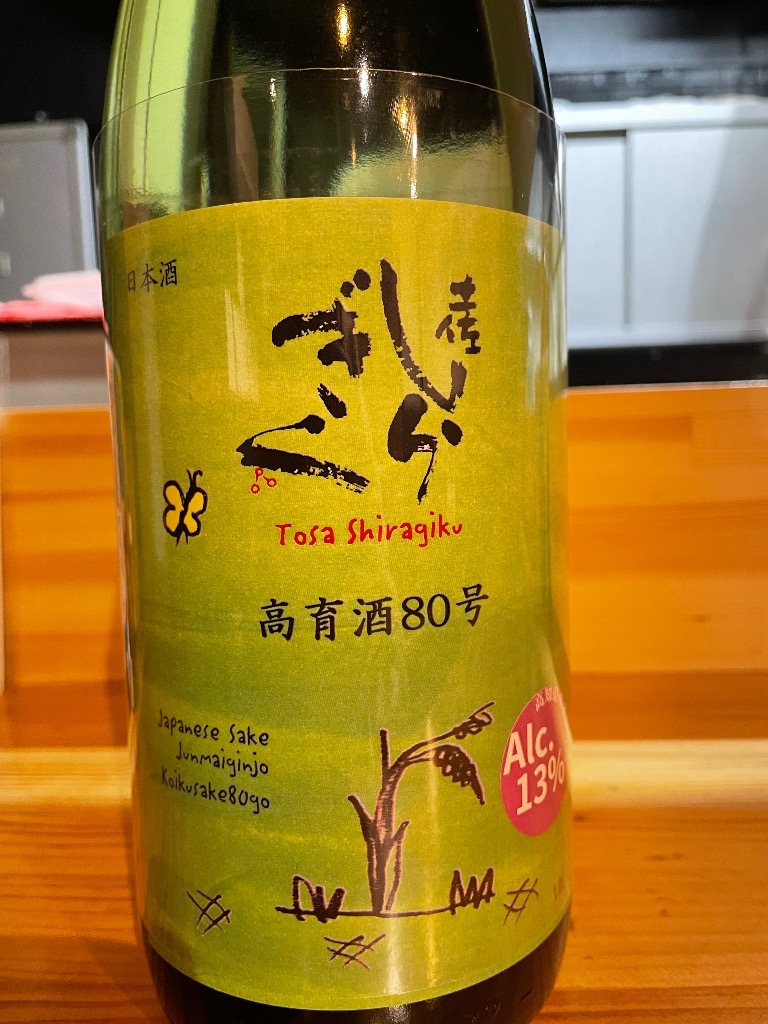 日本酒
土佐
しら
ぎく
Tosa Shiragiku
高育酒80号
Japanese Sake
Junmaiginjo
Koikusake80go
Alc.
13%